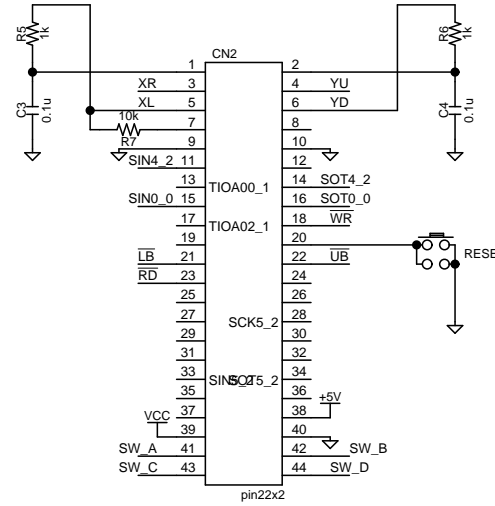 R5
1k
R6
1k
CN2
1
2
XR
3
4
YU
C3
0.1u
C4
0.1u
XL
5
6
YD
10k
7
8
R7
9
10
SIN4_2
11
12
13
14
SOT4_2
TIOA00_1
SIN0_0
15
16
SOT0_0
17
18
WR
TIOA02_1
19
20
LB
21
22
UB
RESE
RD
23
24
25
26
27
28
SCK5_2
29
30
31
32
33
34
SIN5_2
SOT5_2
35
36
+5V
VCC
37
38
39
40
SW_A
41
42
SW_B
SW_C
43
44
SW_D
pin22x2